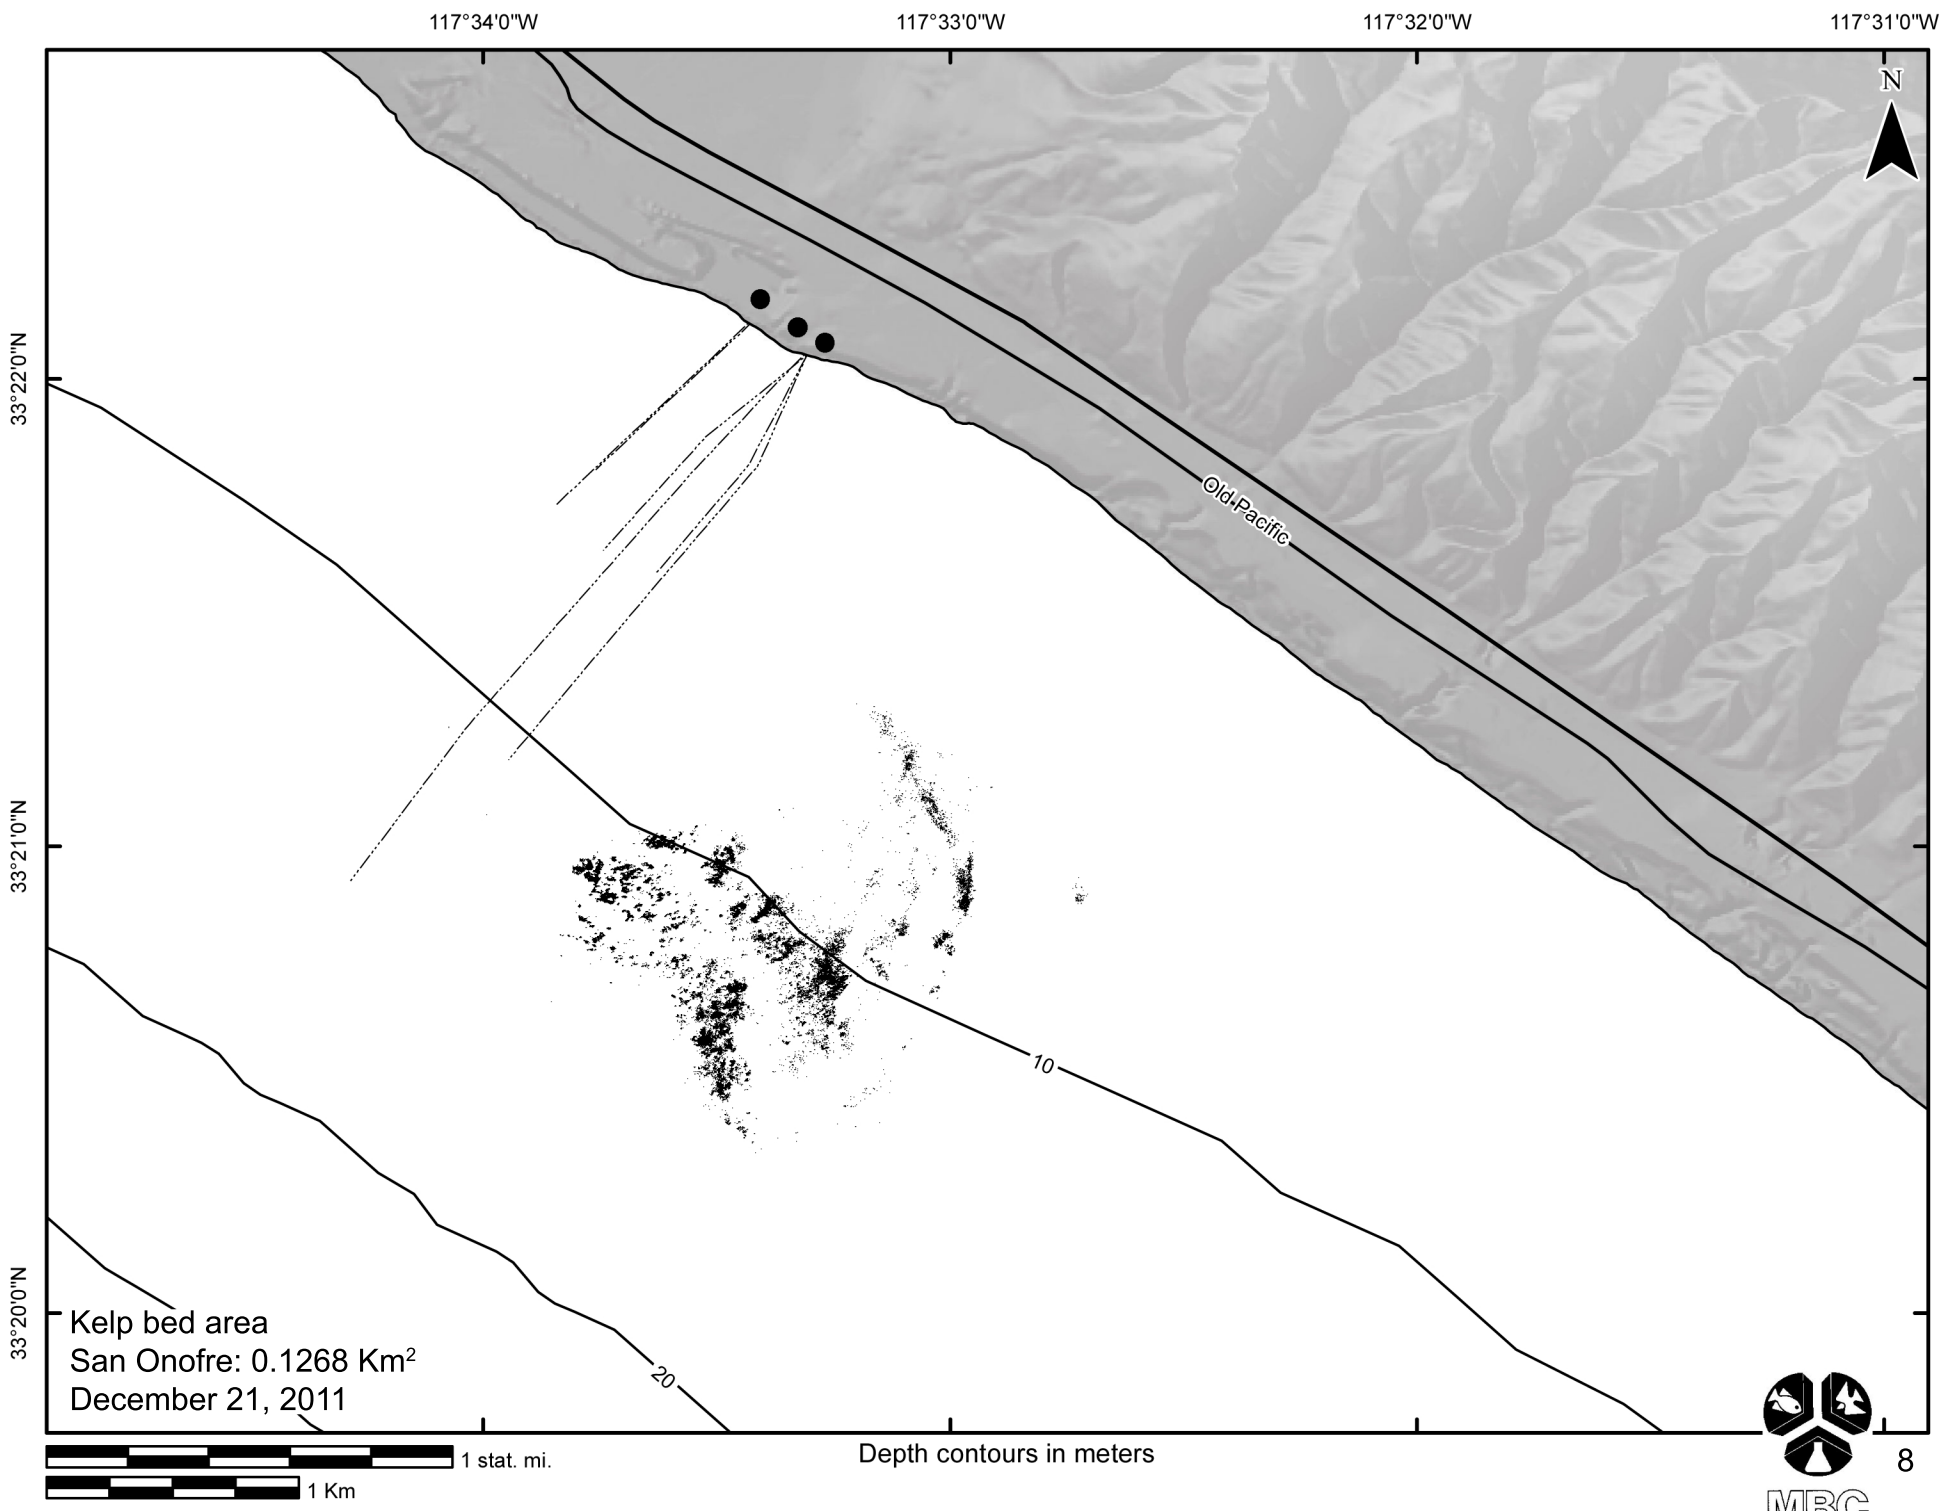 117°34'0"W
117°33'0"W
117°32'0"W
117°31'0"W
N
33°22'0"N
Old Pacific
33°21'0"N
10
33°20'0"N
Kelp bed area
San Onofre: 0.1268 Km²
December 21, 2011
20
1 stat. mi.
Depth contours in meters
8
1 Km
MBC